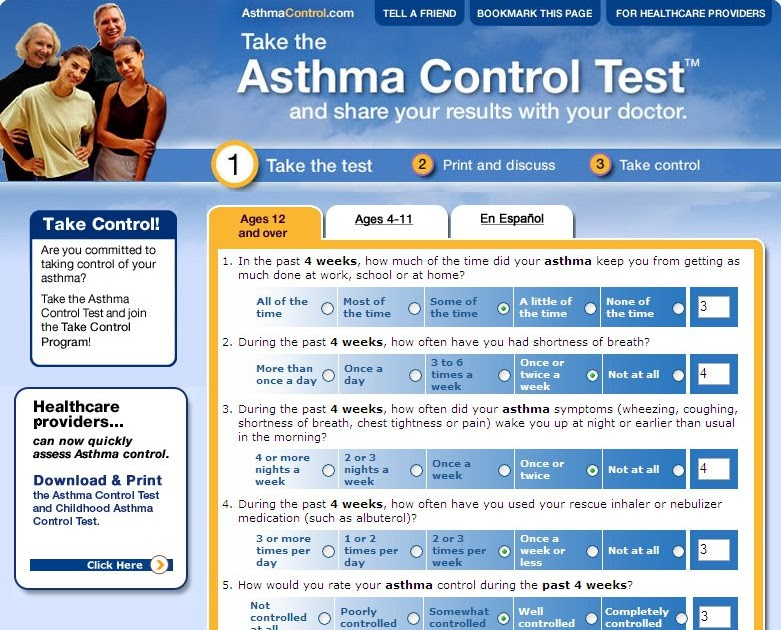 AsthmaControl.com
TELL A FRIEND
BOOKMARK THIS PAGE
FOR HEALTHCARE PROVIDERS
Take the
Asthma Control Test™
and share your results with your doctor.
1 Take the test
2 Print and discuss
3 Take control
Take Control!
Are you committed to
taking control of your
asthma?
Take the Asthma
Control Test and join
the Take Control
Program!
Healthcare
providers...
can now quickly
assess Asthma control.
Download & Print
the Asthma Control Test
and Childhood Asthma
Control Test.
Click Here
Ages 12
and over
Ages 4-11
En Español
1. In the past 4 weeks, how much of the time did your asthma keep you from getting as
much done at work, school or at home?
All of the
time
Most of
the time
Some of
the time
A little of
the time
None of
the time
3
2. During the past 4 weeks, how often have you had shortness of breath?
More than
once a day
Once a
day
3 to 6
times a
week
Once or
twice a
week
Not at all
4
3. During the past 4 weeks, how often did your asthma symptoms (wheezing, coughing,
shortness of breath, chest tightness or pain) wake you up at night or earlier than usual
in the morning?
4 or more
nights a
week
2 or 3
nights a
week
Once a
week
Once or
twice
Not at all
4
4. During the past 4 weeks, how often have you used your rescue inhaler or nebulizer
medication (such as albuterol)?
3 or more
times per
day
1 or 2
times per
day
2 or 3
times per
week
Once a
week or
less
Not at all
3
5. How would you rate your asthma control during the past 4 weeks?
Not
controlled
at all
Poorly
controlled
Somewhat
controlled
Well
controlled
Completely
controlled
3